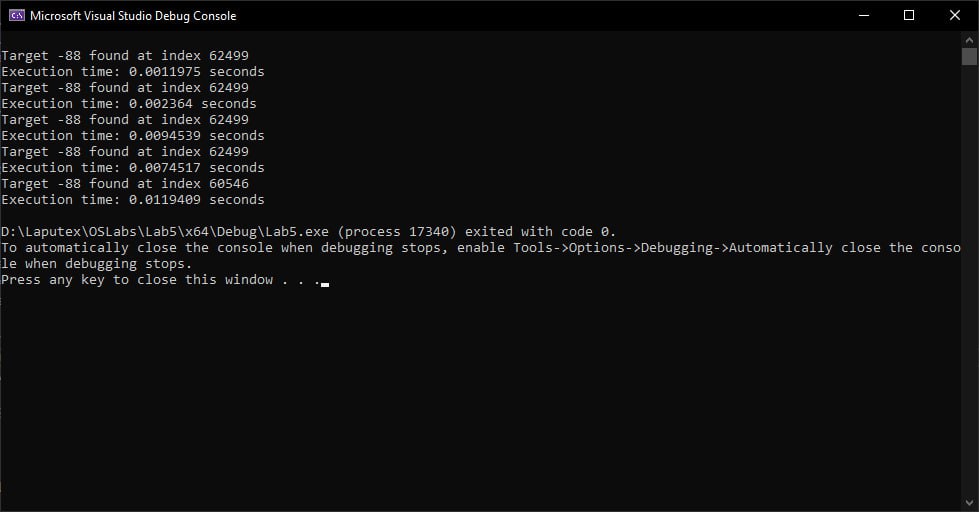 Microsoft Visual Studio Debug Console
Target -88 found at index 62499
Execution time: 0.0011975 seconds
Target -88 found at index 62499
Execution time: 0.002364 seconds
Target -88 found at index 62499
Execution time: 0.0094539 seconds
Target -88 found at index 62499
Execution time: 0.0074517 seconds
Target -88 found at index 60546
Execution time: 0.0119409 seconds
D:\Laputex\OSLabs\Lab5\x64\Debug\Lab5.exe (process 17340) exited with code 0.
To automatically close the console when debugging stops, enable Tools->Options->Debugging->Automatically close the conso
le when debugging stops.
Press any key to close this window . . .